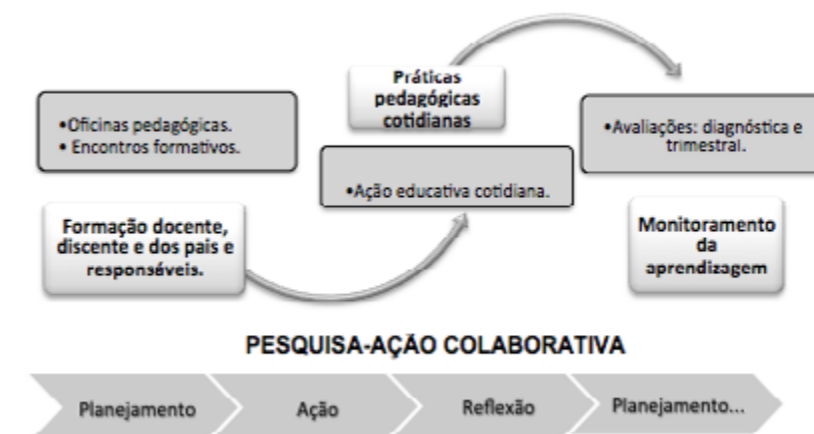 •Oficinas pedagógicas.
• Encontros formativos.
Formação docente,
discente e dos pais e
responsáveis.
Práticas
pedagógicas
cotidianas
•Ação educativa cotidiana.
•Avaliações: diagnóstica e
trimestral.
Monitoramento
da
aprendizagem
PESQUISA-AÇÃO COLABORATIVA
Planejamento
Ação
Reflexão
Planejamento...